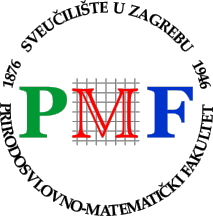 SVEUČILIŠTE U ZAGREBU
1876
1946
PMF
PRIRODOSLOVNO-MATEMATIČKI FAKULTET